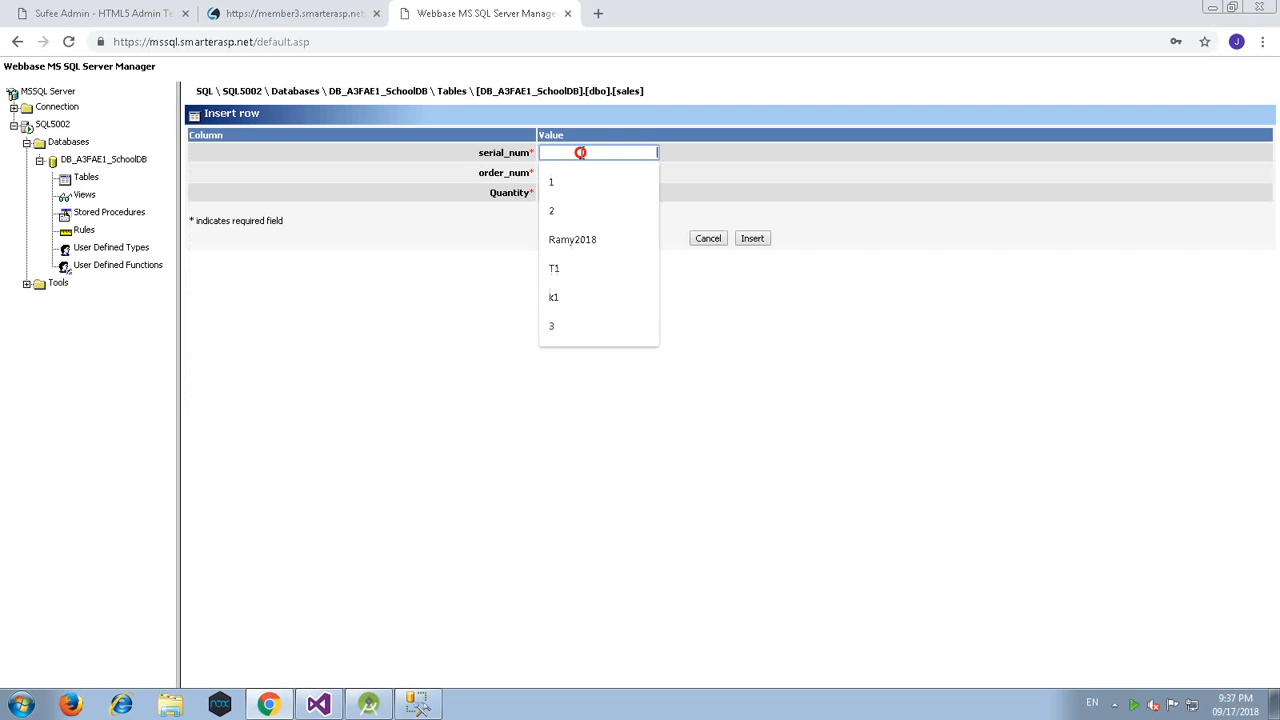 Sufee Admin - HTML5 Admin Te
https://member3.smarterasp.net
Webbase MS SQL Server Manage
https://mssql.smarterasp.net/default.asp
J
Webbase MS SQL Server Manager
MSSQL Server
Connection
SQL5002
Databases
DB_A3FAE1_SchoolDB
Tables
Views
Stored Procedures
Rules
User Defined Types
User Defined Functions
Tools
SQL \ SQL5002 \ Databases \ DB_A3FAE1_SchoolDB \ Tables \ [DB_A3FAE1_SchoolDB].[dbo].[sales]
Insert row
Column Value
serial_num*
order_num*
Quantity*
1
2
Ramy2018
T1
k1
3
* indicates required field
Cancel Insert
nox
EN
9:37 PM
09/17/2018